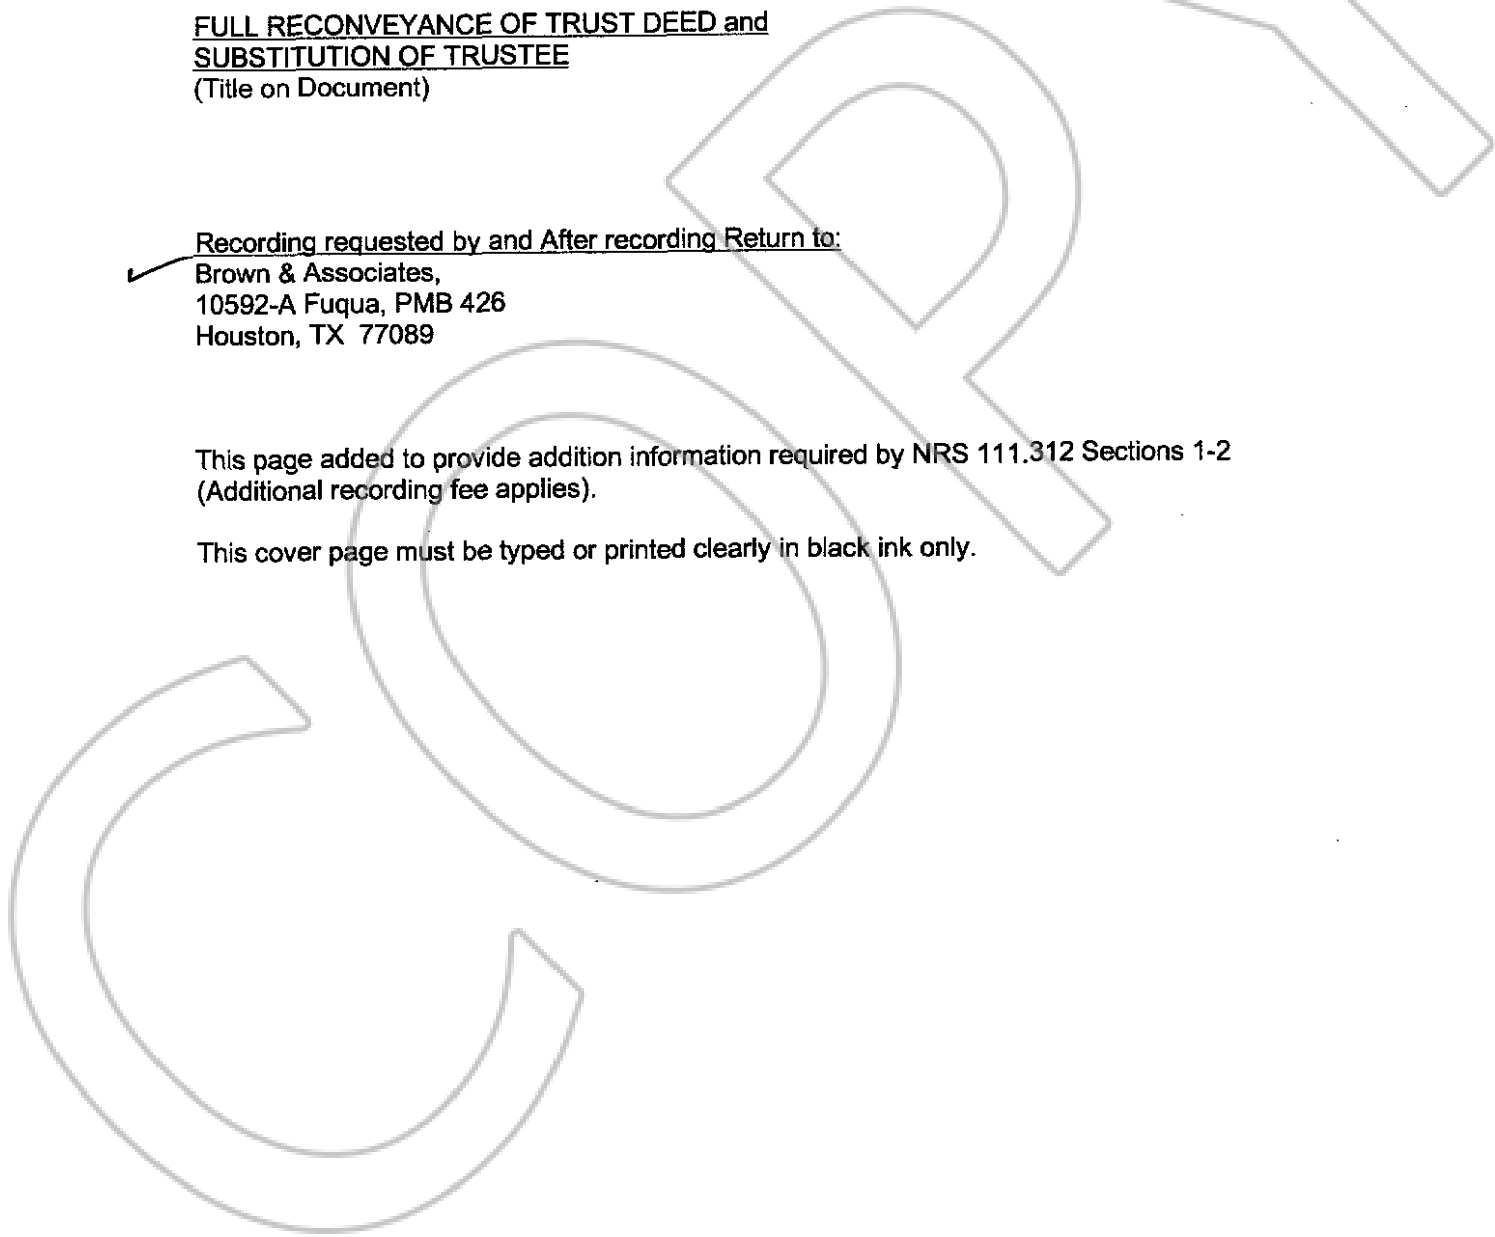 FULL RECONVEYANCE OF TRUST DEED and
SUBSTITUTION OF TRUSTEE
(Title on Document)
Recording requested by and After recording Return to:
Brown & Associates,
10592-A Fuqua, PMB 426
Houston, TX 77089
This page added to provide addition information required by NRS 111.312 Sections 1-2
(Additional recording fee applies).
This cover page must be typed or printed clearly in black ink only.
COPY